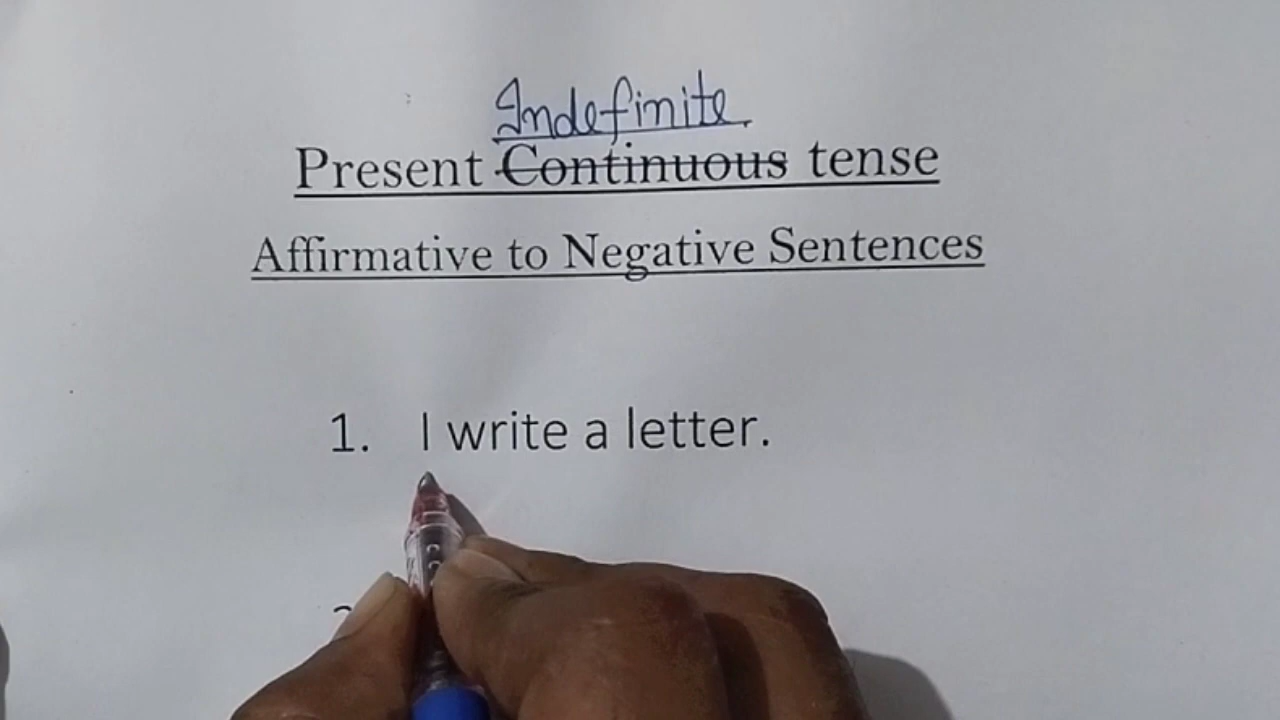 Indefinite
Present Continuous tense
Affirmative to Negative Sentences
1. I write a letter.